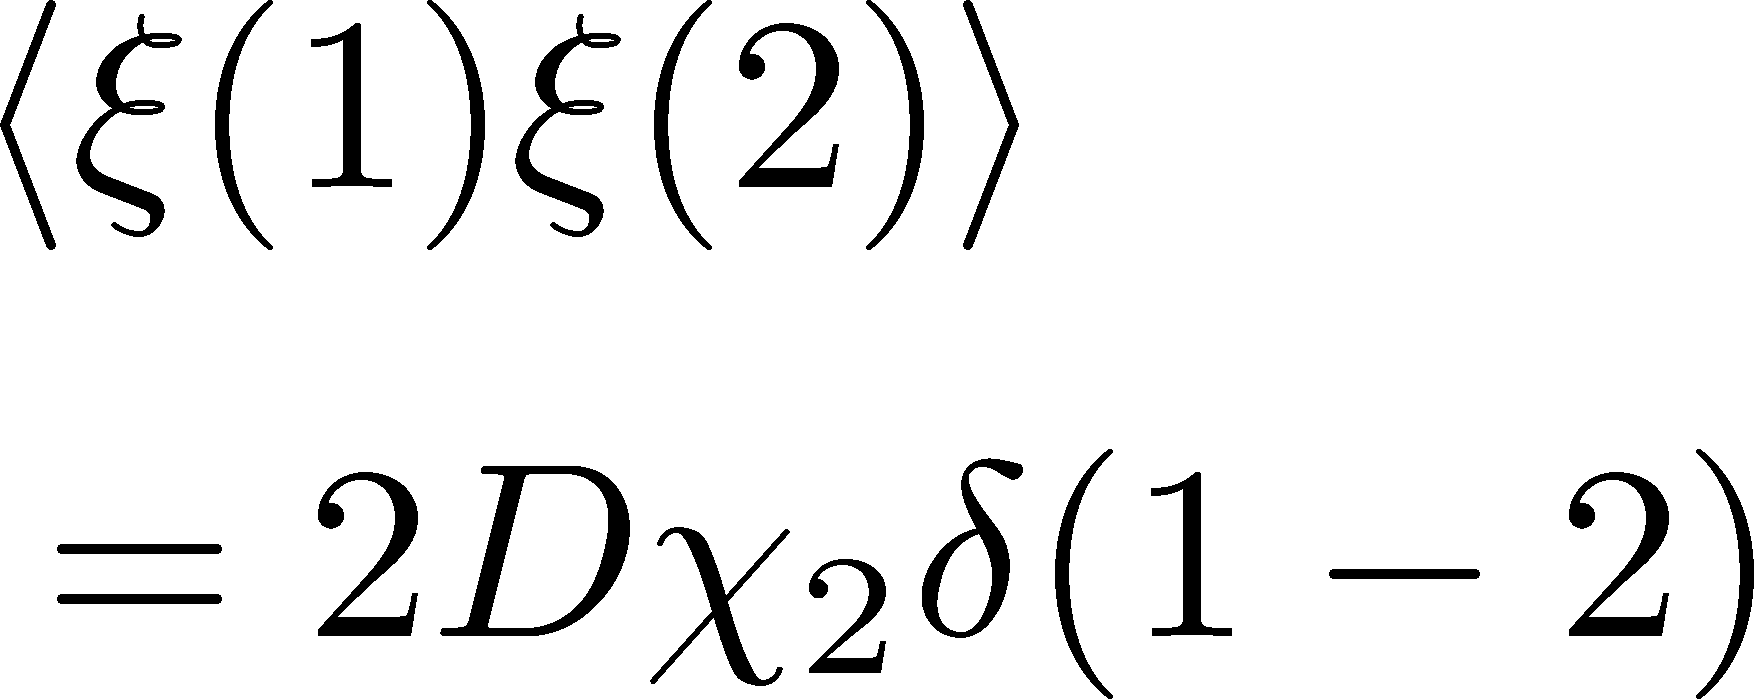 ⟨ξ(1)ξ(2)⟩
= 2Dχ₂δ(1 − 2)